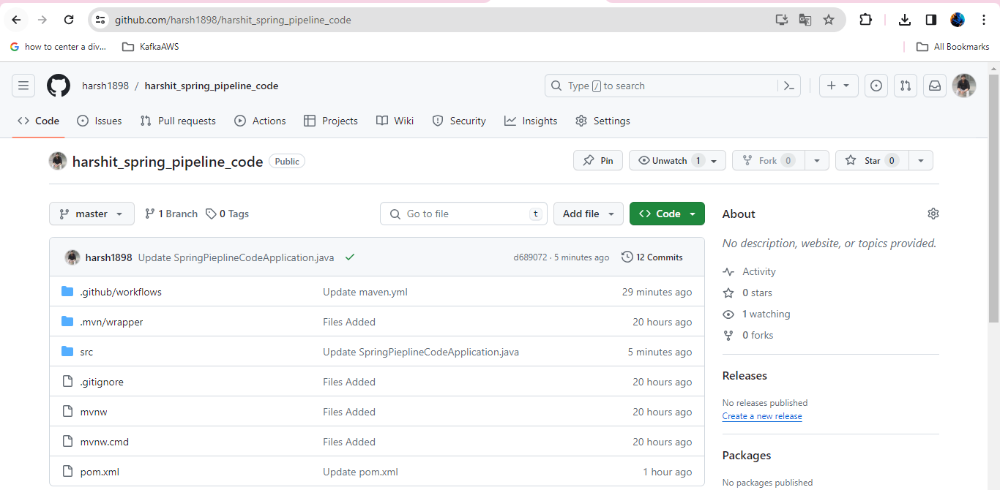 github.com/harsh1898/harshit_spring_pipeline_code
how to center a div... KafkaAWS All Bookmarks
harsh1898 / harshit_spring_pipeline_code Type / to search
Code Issues Pull requests Actions Projects Wiki Security Insights Settings
harshit_spring_pipeline_code Public Pin Unwatch 1 Fork 0 Star 0
master 1 Branch 0 Tags Go to file t Add file Code About
No description, website, or topics provided.
harsh1898 Update SpringPieplineCodeApplication.java d689072 · 5 minutes ago 12 Commits
Activity
.github/workflows Update maven.yml 29 minutes ago
0 stars
1 watching
.mvn/wrapper Files Added 20 hours ago
0 forks
src Update SpringPieplineCodeApplication.java 5 minutes ago
Releases
.gitignore Files Added 20 hours ago
No releases published
mvnw Files Added 20 hours ago
Create a new release
mvnw.cmd Files Added 20 hours ago
Packages
pom.xml Update pom.xml 1 hour ago
No packages published